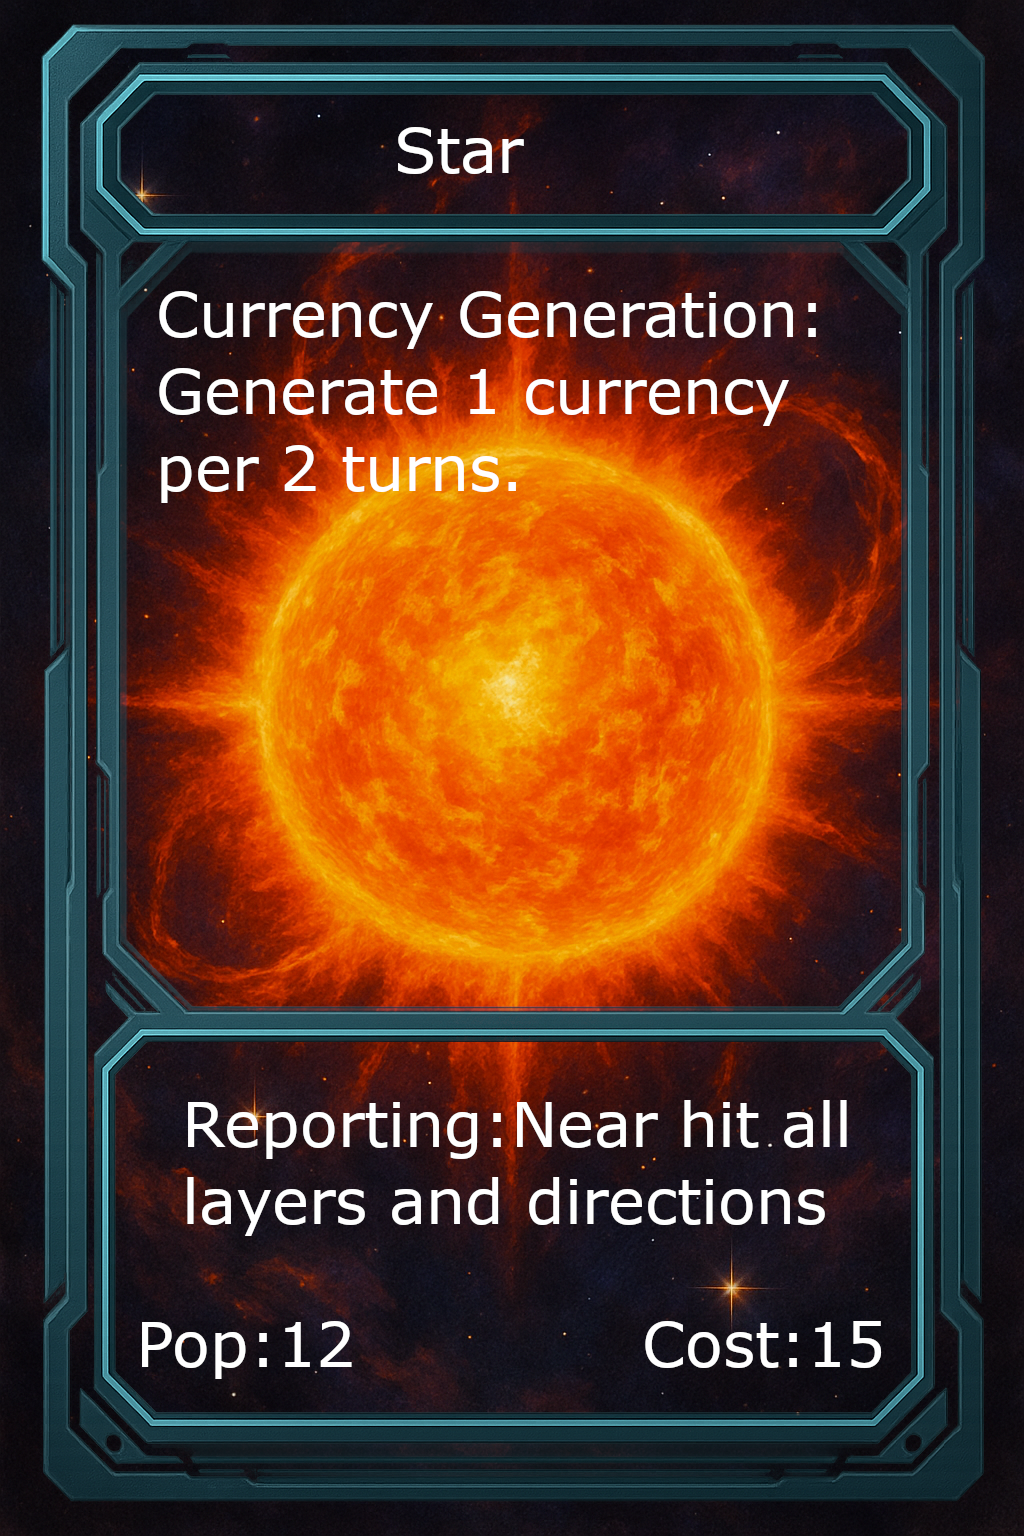 Star
Currency Generation:
Generate 1 currency
per 2 turns.
Reporting:Near hit all
layers and directions
Pop:12 Cost:15